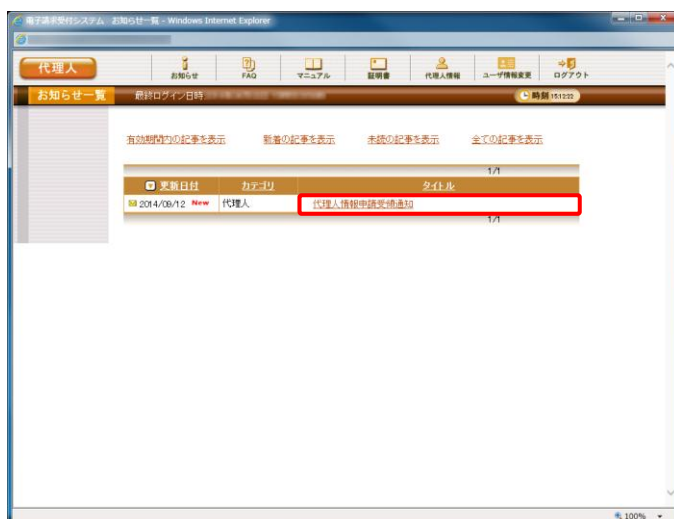 電子請求受付システム お知らせ一覧 - Windows Internet Explorer
代理人
お知らせ FAQ マニュアル 証明書 代理人情報 ユーザ情報変更 ログアウト
お知らせ一覧 最終ログイン日時: 時刻 15:12:22
有効期間内の記事を表示 新着の記事を表示 未読の記事を表示 全ての記事を表示
1/1
更新日付 カテゴリ タイトル
2014/09/12 New 代理人 代理人情報申請受領通知
1/1
100%